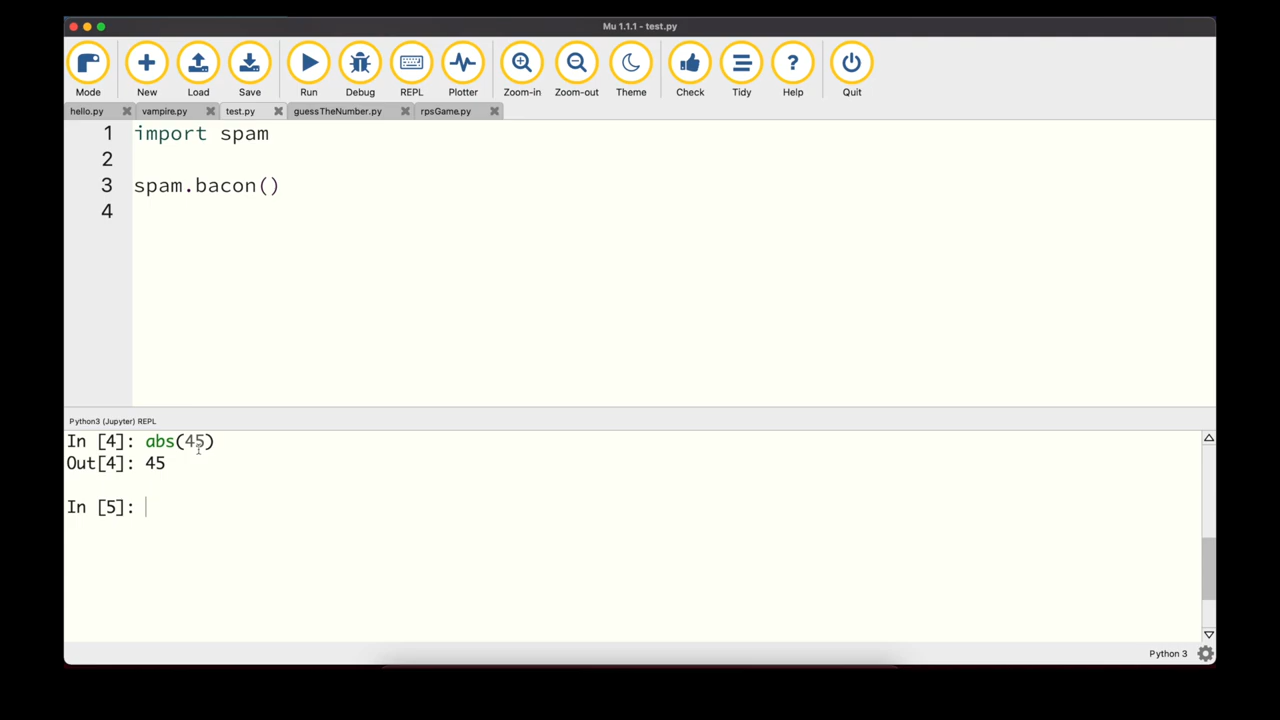 Mu 1.1.1 - test.py
Mode New Load Save Run Debug REPL Plotter Zoom-in Zoom-out Theme Check Tidy Help Quit
hello.py vampire.py test.py guessTheNumber.py rpsGame.py
1 import spam
2
3 spam.bacon()
4
Python3 (Jupyter) REPL
In [4]: abs(45)
Out[4]: 45
In [5]:
Python 3